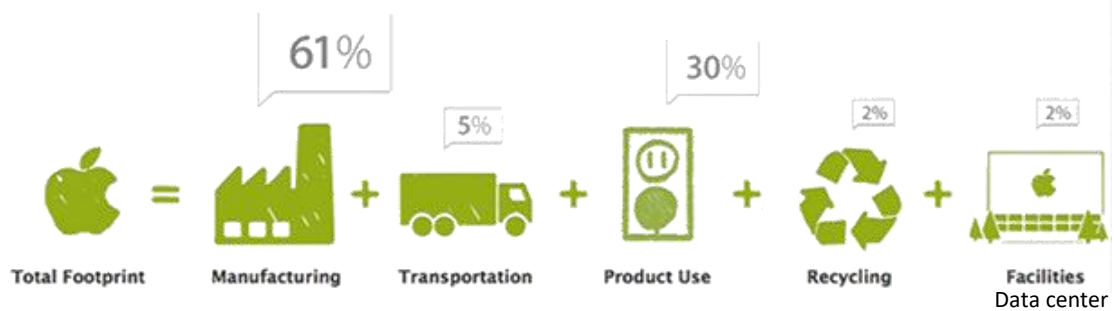 61%
5%
30%
2%
2%
=
+
+
+
+
Total Footprint
Manufacturing
Transportation
Product Use
Recycling
Facilities
Data center